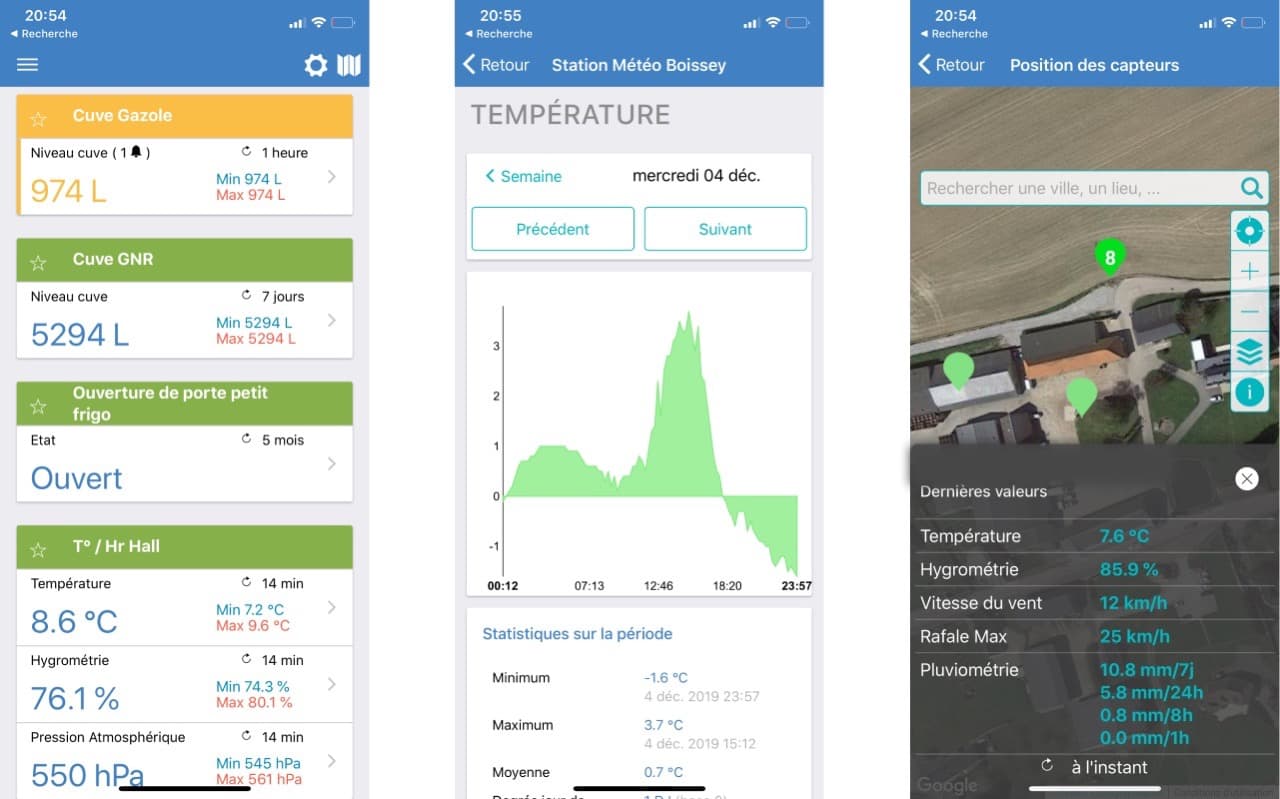 20:54
◀ Recherche
Cuve Gazole
Niveau cuve ( 1 )
1 heure
974 L
Min 974 L
Max 974 L
Cuve GNR
Niveau cuve
7 jours
5294 L
Min 5294 L
Max 5294 L
Ouverture de porte petit
frigo
Etat
5 mois
Ouvert
T° / Hr Hall
Température
14 min
8.6 °C
Min 7.2 °C
Max 9.6 °C
Hygrométrie
14 min
76.1 %
Min 74.3 %
Max 80.1 %
Pression Atmosphérique
14 min
550 hPa
Min 545 hPa
Max 561 hPa
20:55
◀ Recherche
Retour
Station Météo Boissey
TEMPÉRATURE
Semaine
mercredi 04 déc.
Précédent
Suivant
3
2
1
0
-1
00:12
07:13
12:46
18:20
23:57
Statistiques sur la période
Minimum
-1.6 °C
4 déc. 2019 23:57
Maximum
3.7 °C
4 déc. 2019 15:12
Moyenne
0.7 °C
20:54
◀ Recherche
Retour
Position des capteurs
Rechercher une ville, un lieu, ...
8
i
Dernières valeurs
Température
7.6 °C
Hygrométrie
85.9 %
Vitesse du vent
12 km/h
Rafale Max
25 km/h
Pluviométrie
10.8 mm/7j
5.8 mm/24h
0.8 mm/8h
0.0 mm/1h
à l'instant
Google
Conditions d'utilisation